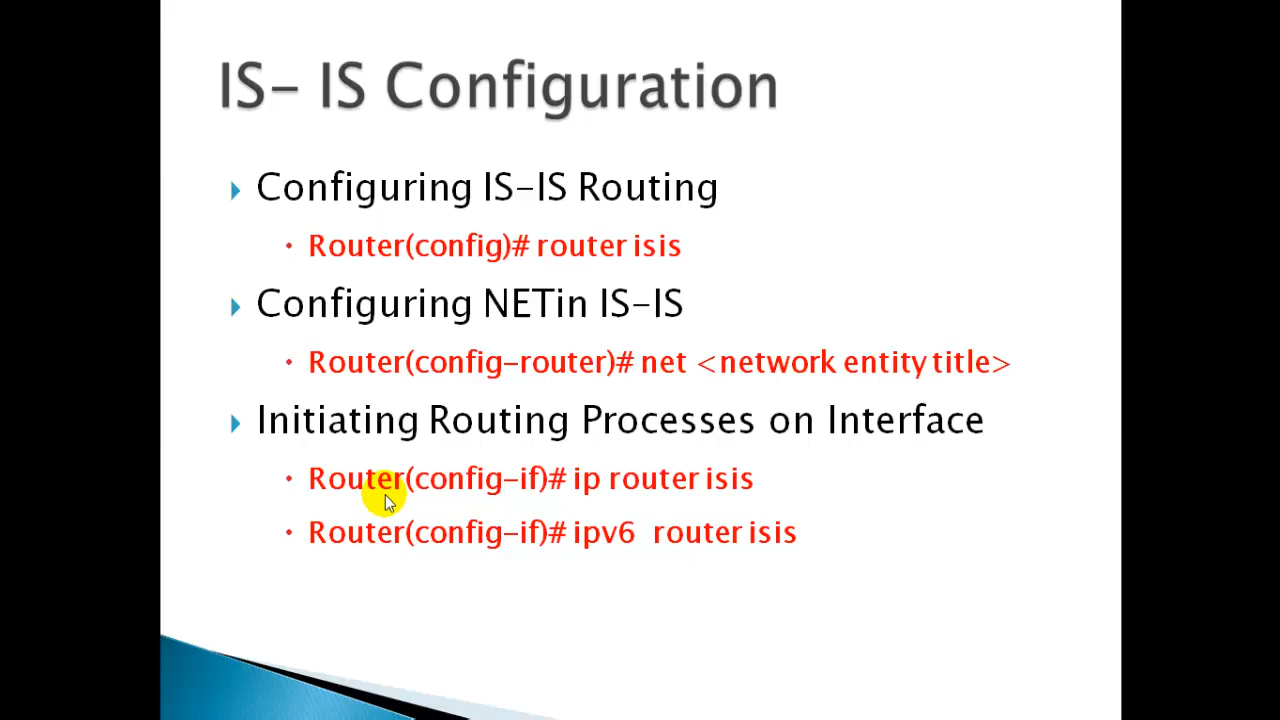 IS- IS Configuration
Configuring IS-IS Routing
Router(config)# router isis
Configuring NETin IS-IS
Router(config-router)# net <network entity title>
Initiating Routing Processes on Interface
Router(config-if)# ip router isis
Router(config-if)# ipv6 router isis